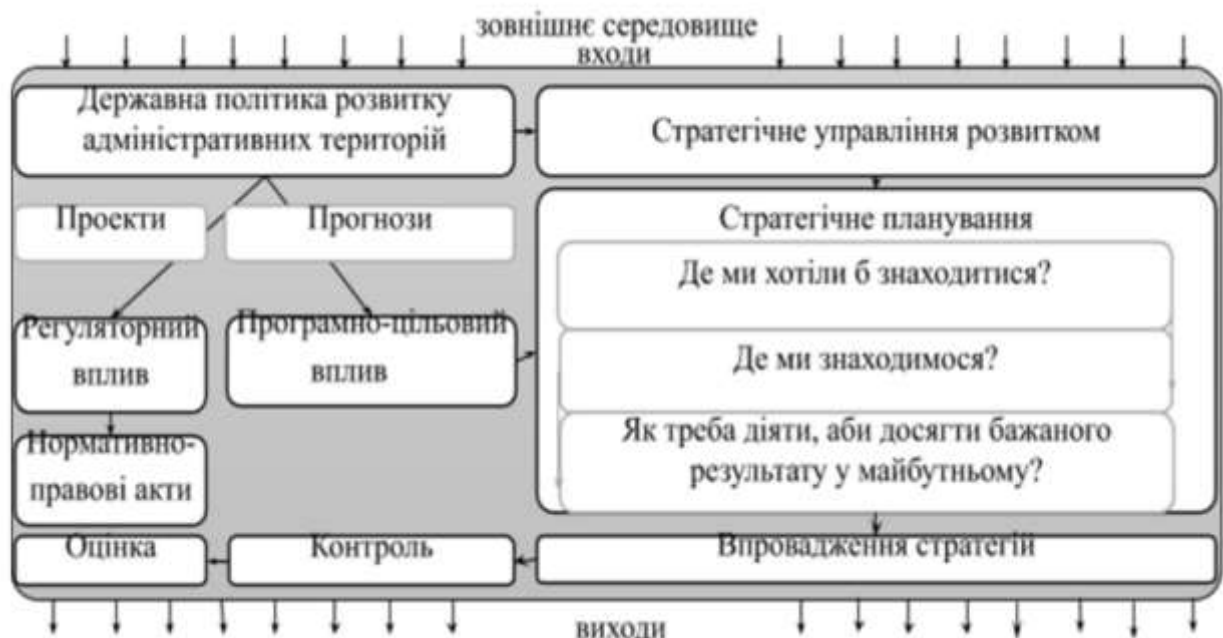 зовнішнє середовище
входи
Державна політика розвитку
адміністративних територій
Стратегічне управління розвитком
Проекти
Прогнози
Стратегічне планування
Де ми хотіли б знаходитися?
Регуляторний
вплив
Програмно-цільовий
вплив
Де ми знаходимося?
Як треба діяти, аби досягти бажаного
результату у майбутньому?
Нормативно-
правові акти
Оцінка
Контроль
Впровадження стратегій
виходи